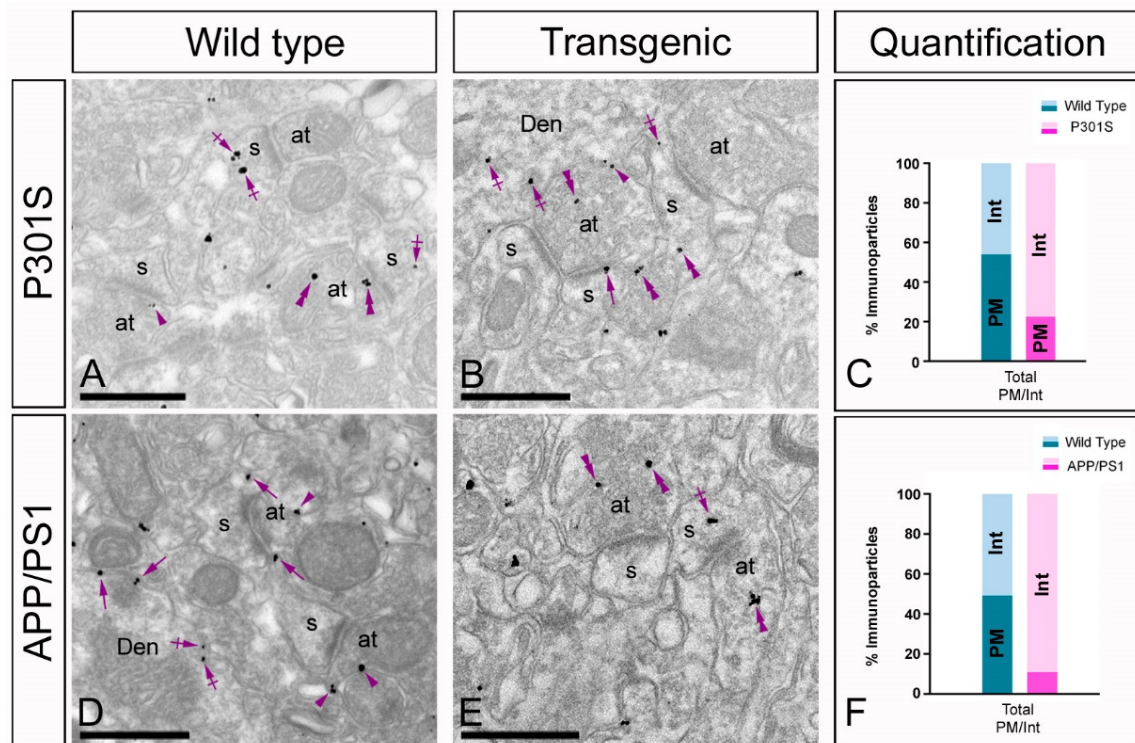 Wild type
Transgenic
Quantification
P301S
at
s
s
at
s
at
A
Den
at
at
s
s
s
B
Wild Type
P301S
% Immunoparticles
100
80
60
40
20
0
Int
PM
Int
PM
Total
PM/Int
C
APP/PS1
at
s
s
at
Den
D
at
s
s
at
E
Wild Type
APP/PS1
% Immunoparticles
100
80
60
40
20
0
Int
PM
Int
Total
PM/Int
F